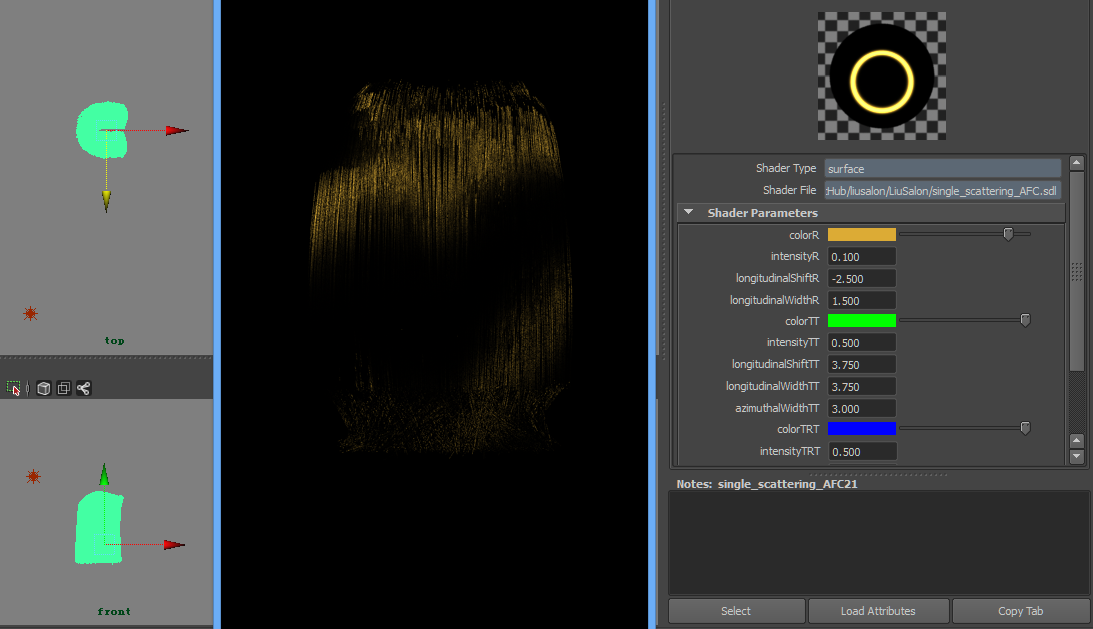 top
front
Shader Type surface
Shader File :Hub/liusalon/LiuSalon/single_scattering_AFC.sdl
Shader Parameters
colorR
intensityR 0.100
longitudinalShiftR -2.500
longitudinalWidthR 1.500
colorTT
intensityTT 0.500
longitudinalShiftTT 3.750
longitudinalWidthTT 3.750
azimuthalWidthTT 3.000
colorTRT
intensityTRT 0.500
Notes: single_scattering_AFC21
Select Load Attributes Copy Tab